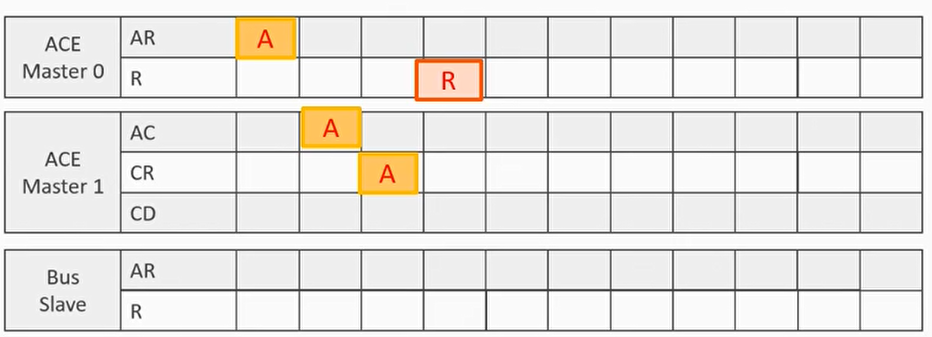 ACE
Master 0
AR A
R R
ACE
Master 1
AC A
CR A
CD
Bus
Slave
AR
R